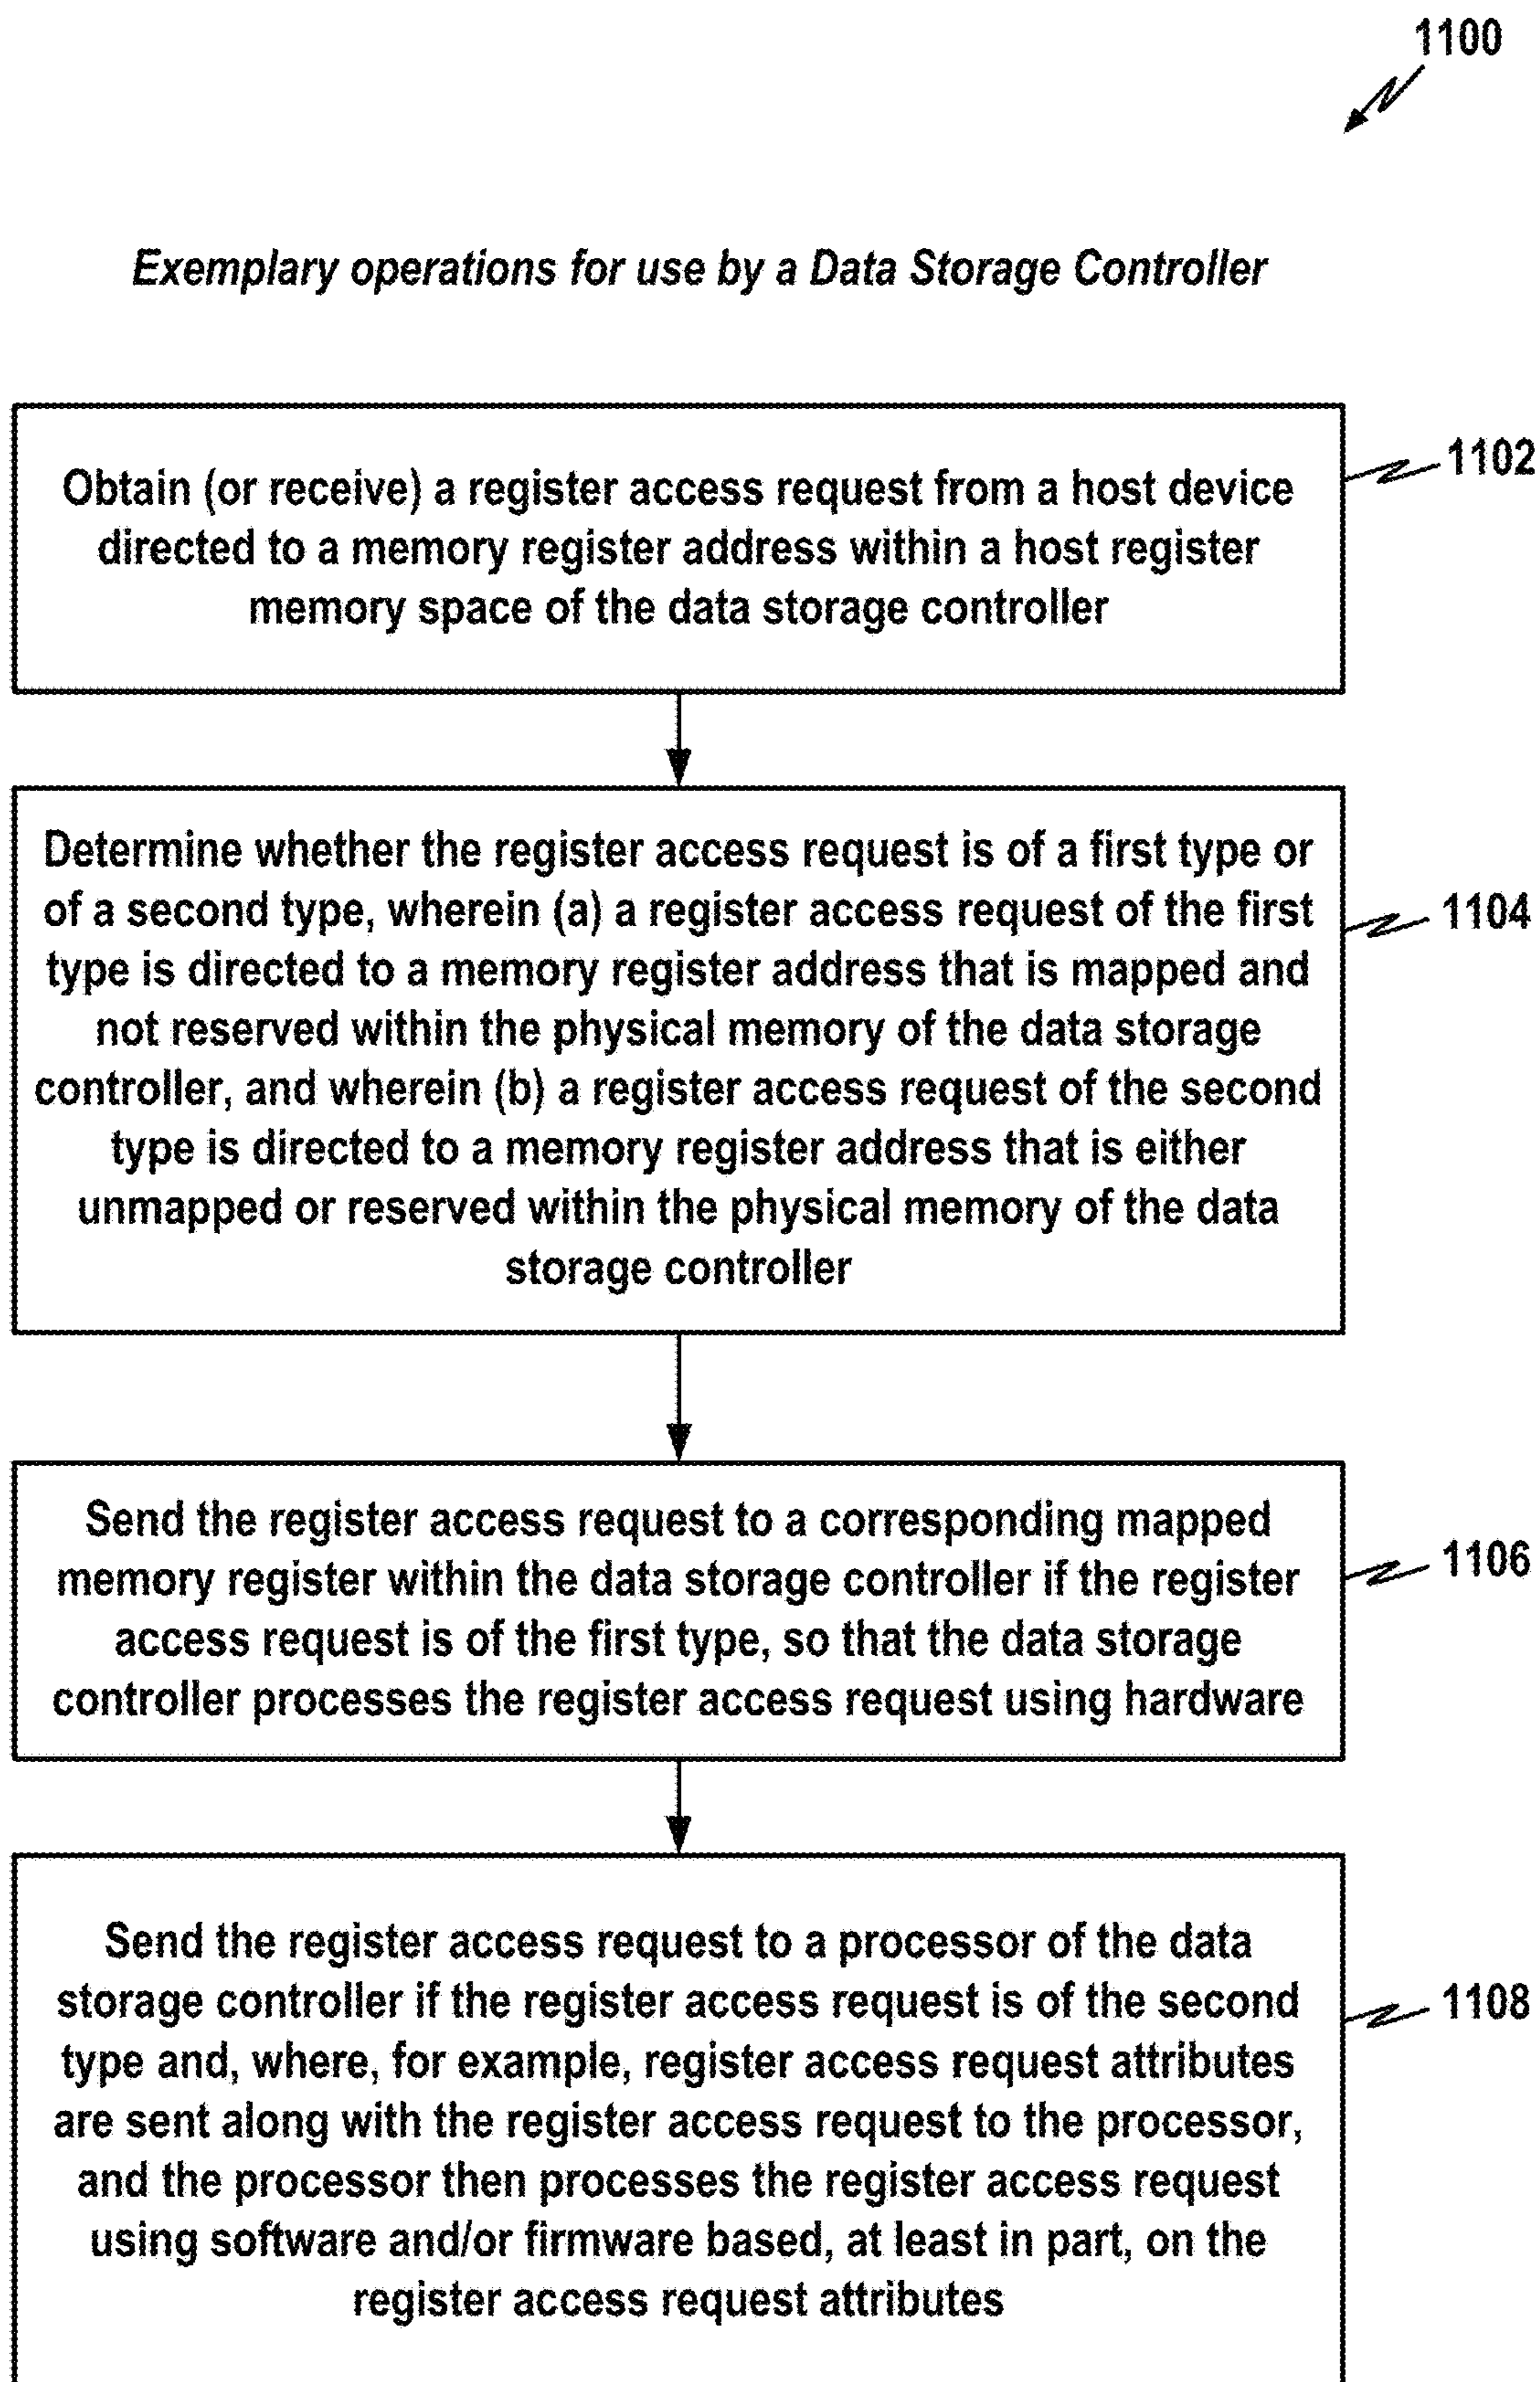 1100
Exemplary operations for use by a Data Storage Controller
Obtain (or receive) a register access request from a host device
directed to a memory register address within a host register
memory space of the data storage controller
1102
Determine whether the register access request is of a first type or
of a second type, wherein (a) a register access request of the first
type is directed to a memory register address that is mapped and
not reserved within the physical memory of the data storage
controller, and wherein (b) a register access request of the second
type is directed to a memory register address that is either
unmapped or reserved within the physical memory of the data
storage controller
1104
Send the register access request to a corresponding mapped
memory register within the data storage controller if the register
access request is of the first type, so that the data storage
controller processes the register access request using hardware
1106
Send the register access request to a processor of the data
storage controller if the register access request is of the second
type and, where, for example, register access request attributes
are sent along with the register access request to the processor,
and the processor then processes the register access request
using software and/or firmware based, at least in part, on the
register access request attributes
1108